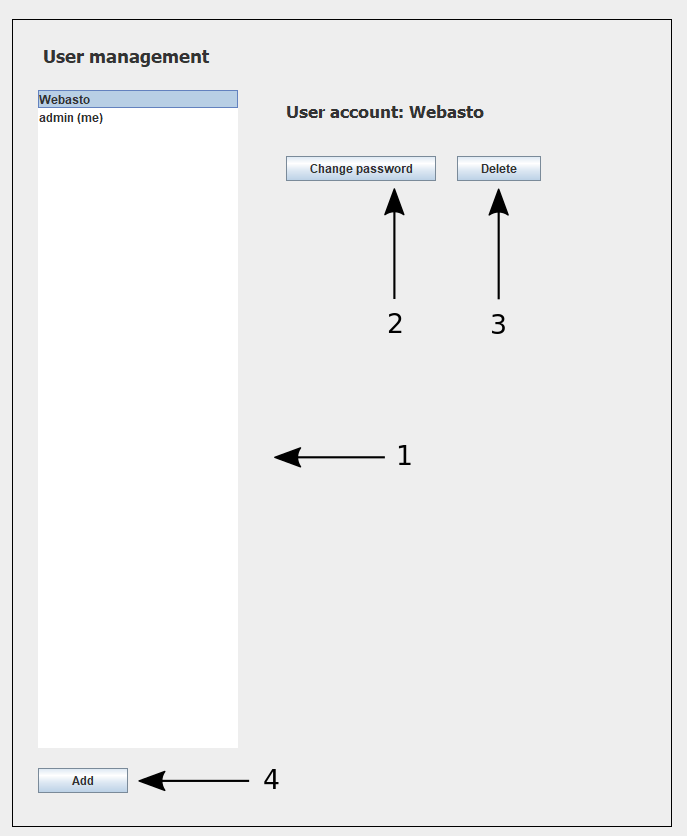 User management
Webasto
admin (me)
User account: Webasto
Change password
Delete
2
3
1
Add
4